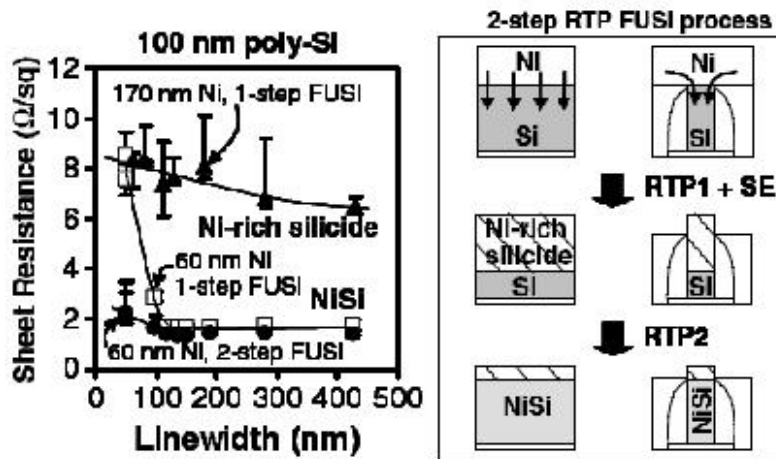 100 nm poly-Si
Sheet Resistance (Ω/sq)
12
10
8
6
4
2
0
170 nm Ni, 1-step FUSI
Ni-rich silicide
60 nm Ni
1-step FUSI
NiSi
60 nm Ni, 2-step FUSI
0 100 200 300 400 500
Linewidth (nm)
2-step RTP FUSI process
Ni
Ni
Si
Si
RTP1 + SE
Ni-rich
silicide
Si
Si
RTP2
NiSi
NiSi